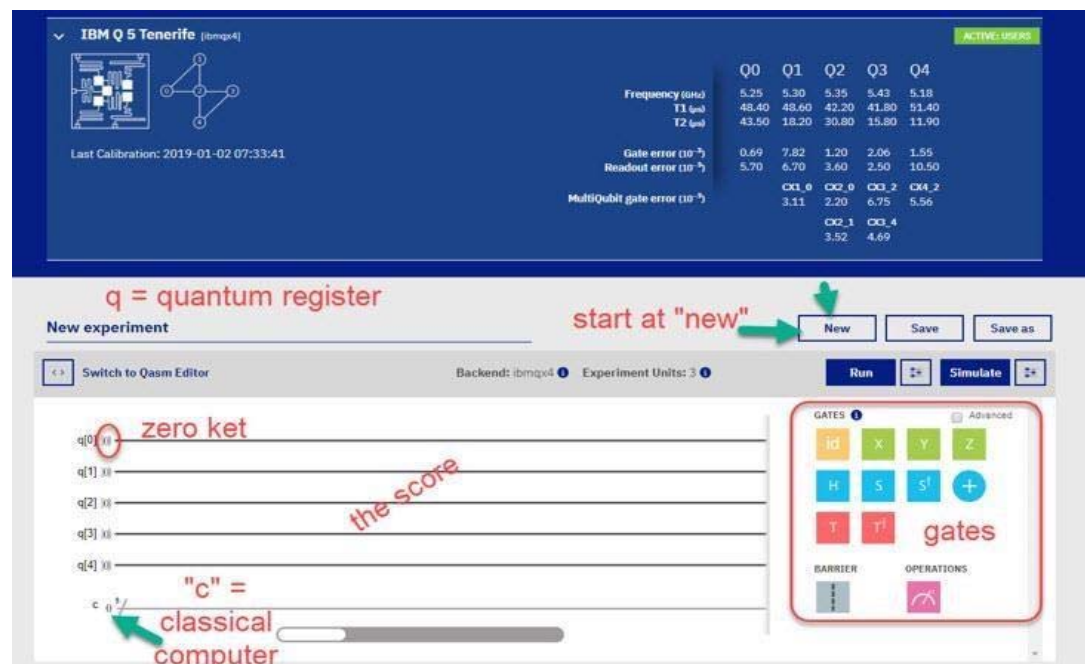 IBM Q 5 Tenerife [ibmqx4]
ACTIVE: USERS
Q0 Q1 Q2 Q3 Q4
Frequency (GHz) 5.25 5.30 5.35 5.43 5.18
T1 (µs) 48.40 48.60 42.20 41.80 51.40
T2 (µs) 43.50 18.20 30.80 15.80 11.90
Last Calibration: 2019-01-02 07:33:41
Gate error (10⁻³) 0.69 7.82 1.20 2.06 1.55
Readout error (10⁻²) 5.70 6.70 3.60 2.50 10.50
CX1_0 CX2_0 CX3_2 CX4_2
MultiQubit gate error (10⁻²) 3.11 2.20 6.75 5.56
CX2_1 CX3_4
3.52 4.69
q = quantum register
New experiment
start at "new"
New Save Save as
Switch to Qasm Editor
Backend: ibmqx4 Experiment Units: 3
Run Simulate
GATES Advanced
id X Y Z
H S S† +
T T†
gates
BARRIER OPERATIONS
q[0] |0⟩ zero ket
q[1] |0⟩
q[2] |0⟩
q[3] |0⟩
q[4] |0⟩
the score
c 0
"c" =
classical
computer